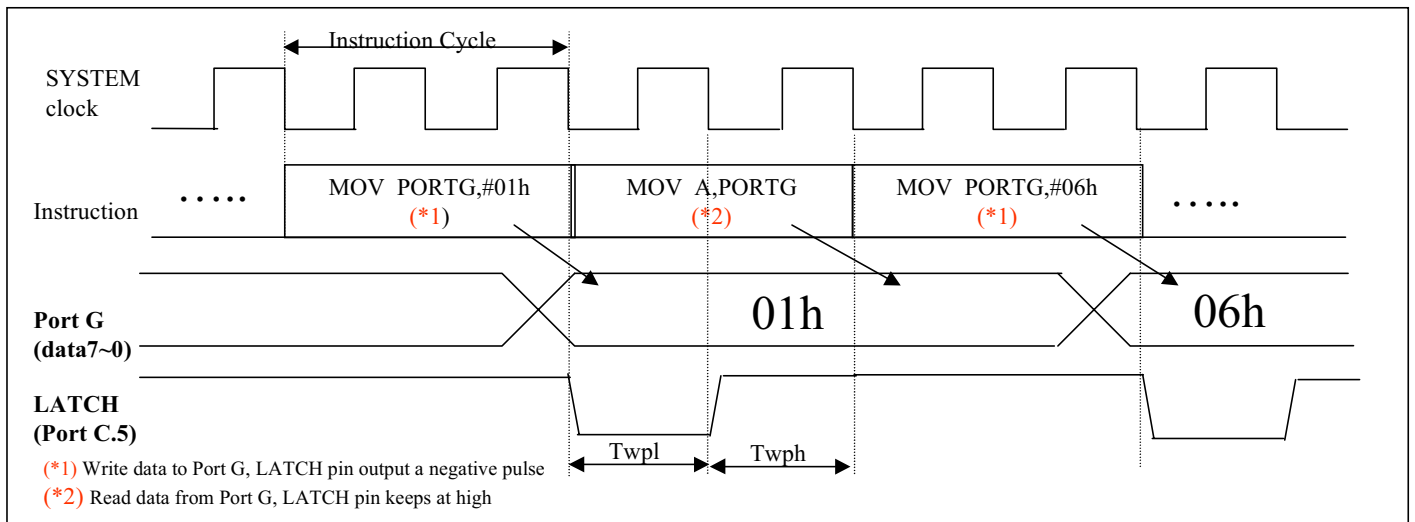 Instruction Cycle
SYSTEM
clock
MOV PORTG,#01h
(*1)
MOV A,PORTG
(*2)
MOV PORTG,#06h
(*1)
.....
.....
Instruction
Port G
(data7~0)
01h
06h
LATCH
(Port C.5)
Twpl
Twph
(*1) Write data to Port G, LATCH pin output a negative pulse
(*2) Read data from Port G, LATCH pin keeps at high